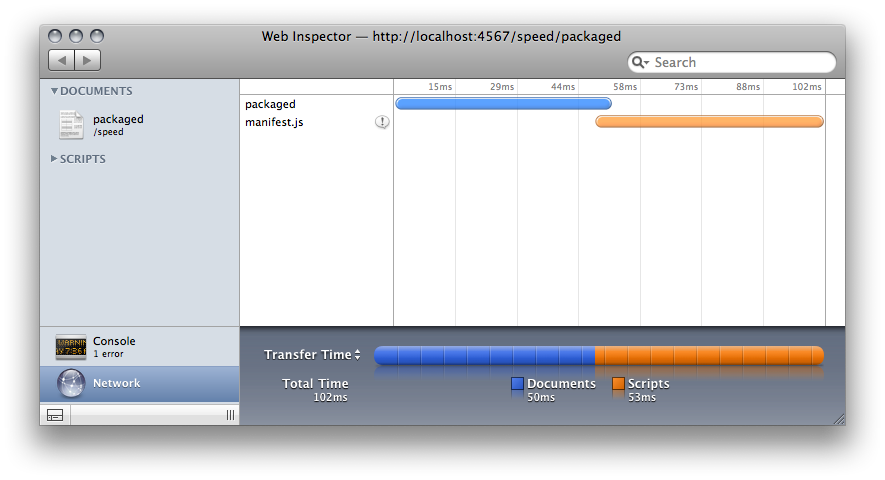 Web Inspector — http://localhost:4567/speed/packaged
Search
DOCUMENTS
packaged
/speed
SCRIPTS
15ms 29ms 44ms 58ms 73ms 88ms 102ms
packaged
manifest.js
Console
1 error
Network
Transfer Time
Total Time
102ms
Documents
50ms
Scripts
53ms